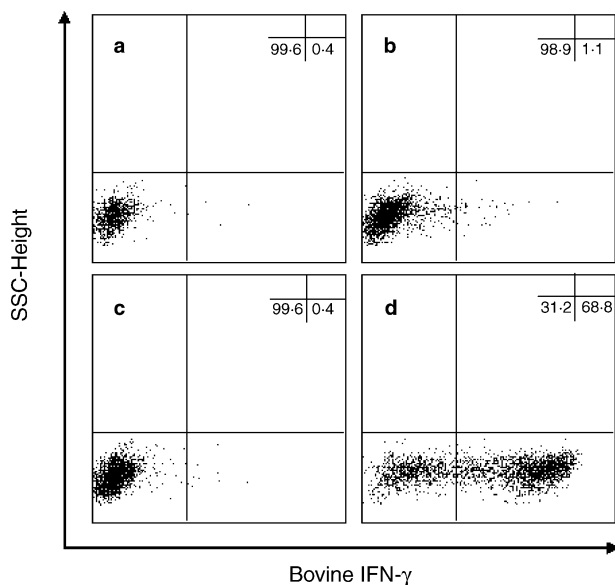 a
99·6 0·4
b
98·9 1·1
c
99·6 0·4
d
31·2 68·8
SSC-Height
Bovine IFN-γ